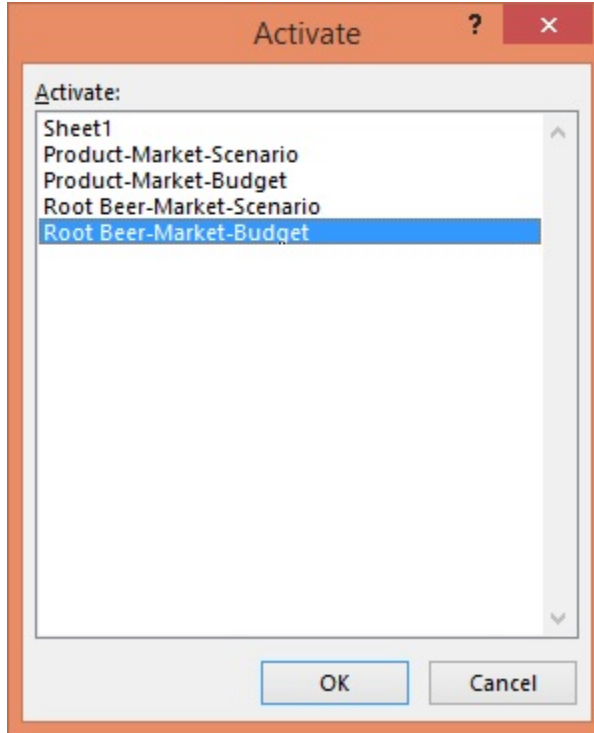 Activate
?
×
Activate:
Sheet1
Product-Market-Scenario
Product-Market-Budget
Root Beer-Market-Scenario
Root Beer-Market-Budget
OK
Cancel